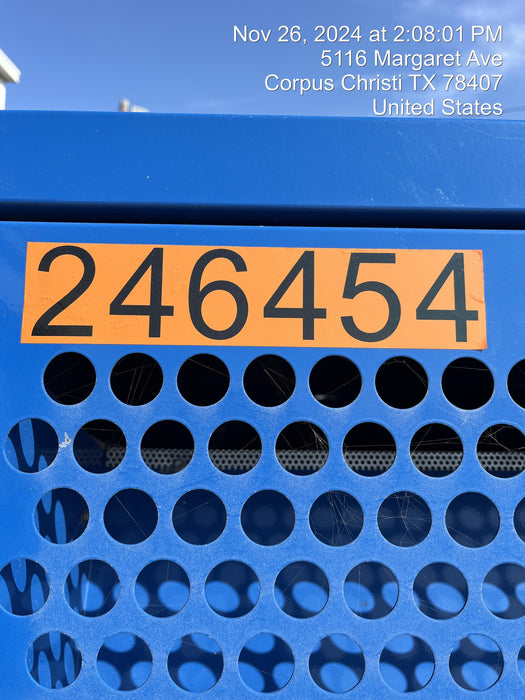 Nov 26, 2024 at 2:08:01 PM
5116 Margaret Ave
Corpus Christi TX 78407
United States
246454